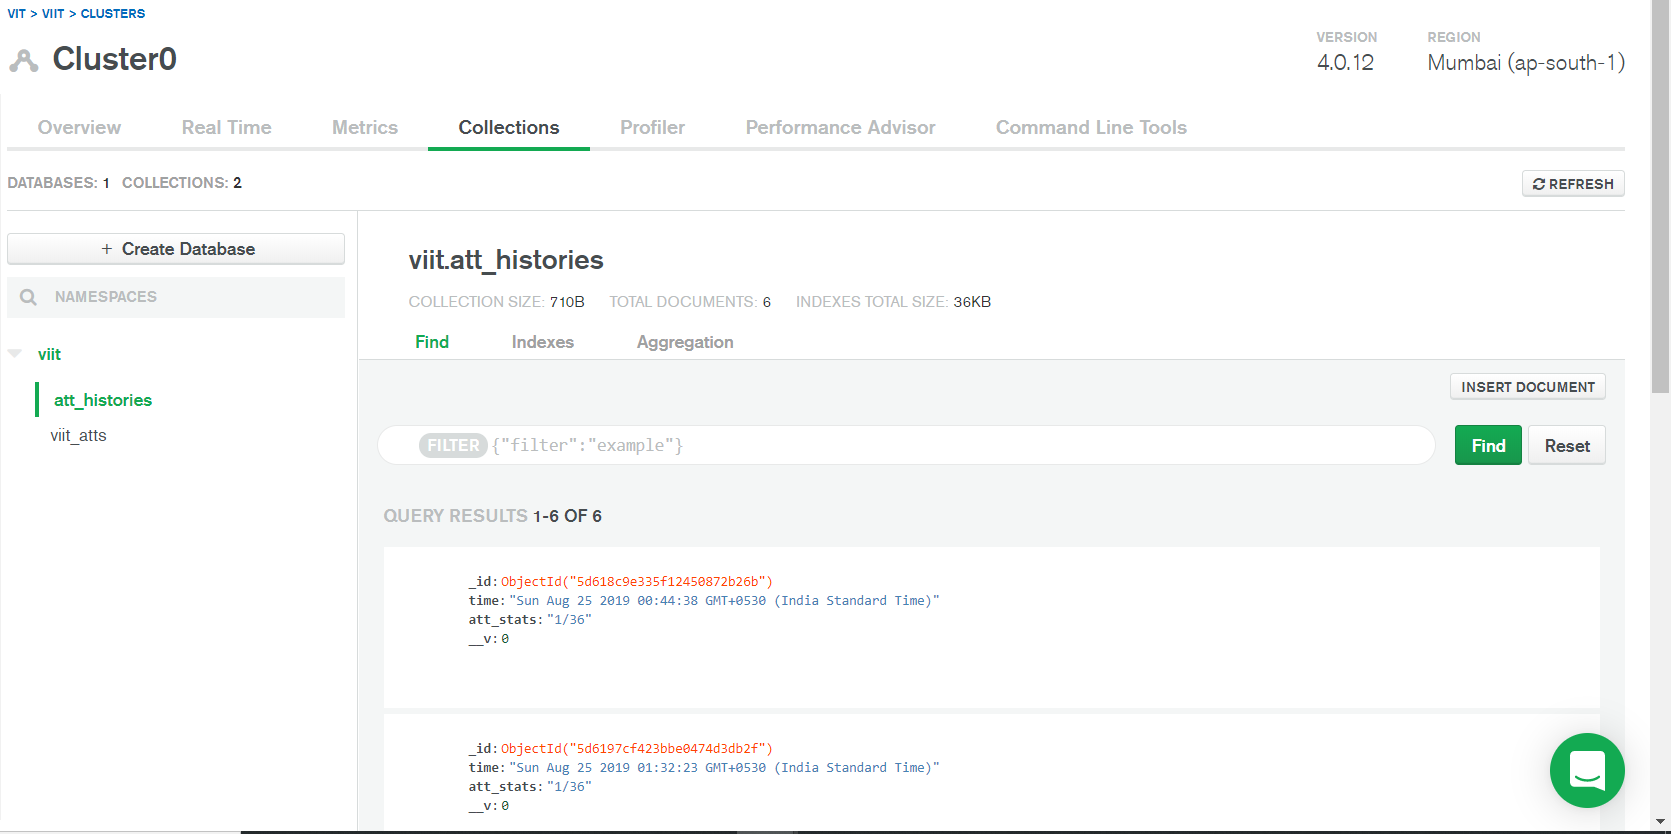 VIT > VIIT > CLUSTERS
Cluster0
VERSION
4.0.12
REGION
Mumbai (ap-south-1)
Overview Real Time Metrics Collections Profiler Performance Advisor Command Line Tools
DATABASES: 1 COLLECTIONS: 2
REFRESH
+ Create Database
NAMESPACES
viit
att_histories
viit_atts
viit.att_histories
COLLECTION SIZE: 710B TOTAL DOCUMENTS: 6 INDEXES TOTAL SIZE: 36KB
Find Indexes Aggregation
INSERT DOCUMENT
FILTER {"filter":"example"}
Find Reset
QUERY RESULTS 1-6 OF 6
_id: ObjectId("5d618c9e335f12450872b26b")
time: "Sun Aug 25 2019 00:44:38 GMT+0530 (India Standard Time)"
att_stats: "1/36"
__v: 0
_id: ObjectId("5d6197cf423bbe0474d3db2f")
time: "Sun Aug 25 2019 01:32:23 GMT+0530 (India Standard Time)"
att_stats: "1/36"
__v: 0